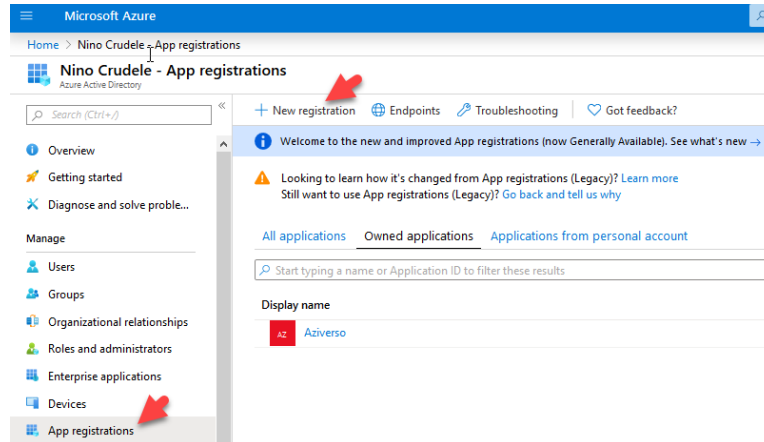 Microsoft Azure
Home > Nino Crudele - App registrations
Nino Crudele - App registrations
Azure Active Directory
Search (Ctrl+/)
«
Overview
Getting started
Diagnose and solve proble...
Manage
Users
Groups
Organizational relationships
Roles and administrators
Enterprise applications
Devices
App registrations
+ New registration Endpoints Troubleshooting Got feedback?
Welcome to the new and improved App registrations (now Generally Available). See what's new →
Looking to learn how it's changed from App registrations (Legacy)? Learn more
Still want to use App registrations (Legacy)? Go back and tell us why
All applications Owned applications Applications from personal account
Start typing a name or Application ID to filter these results
Display name
AZ Aziverso